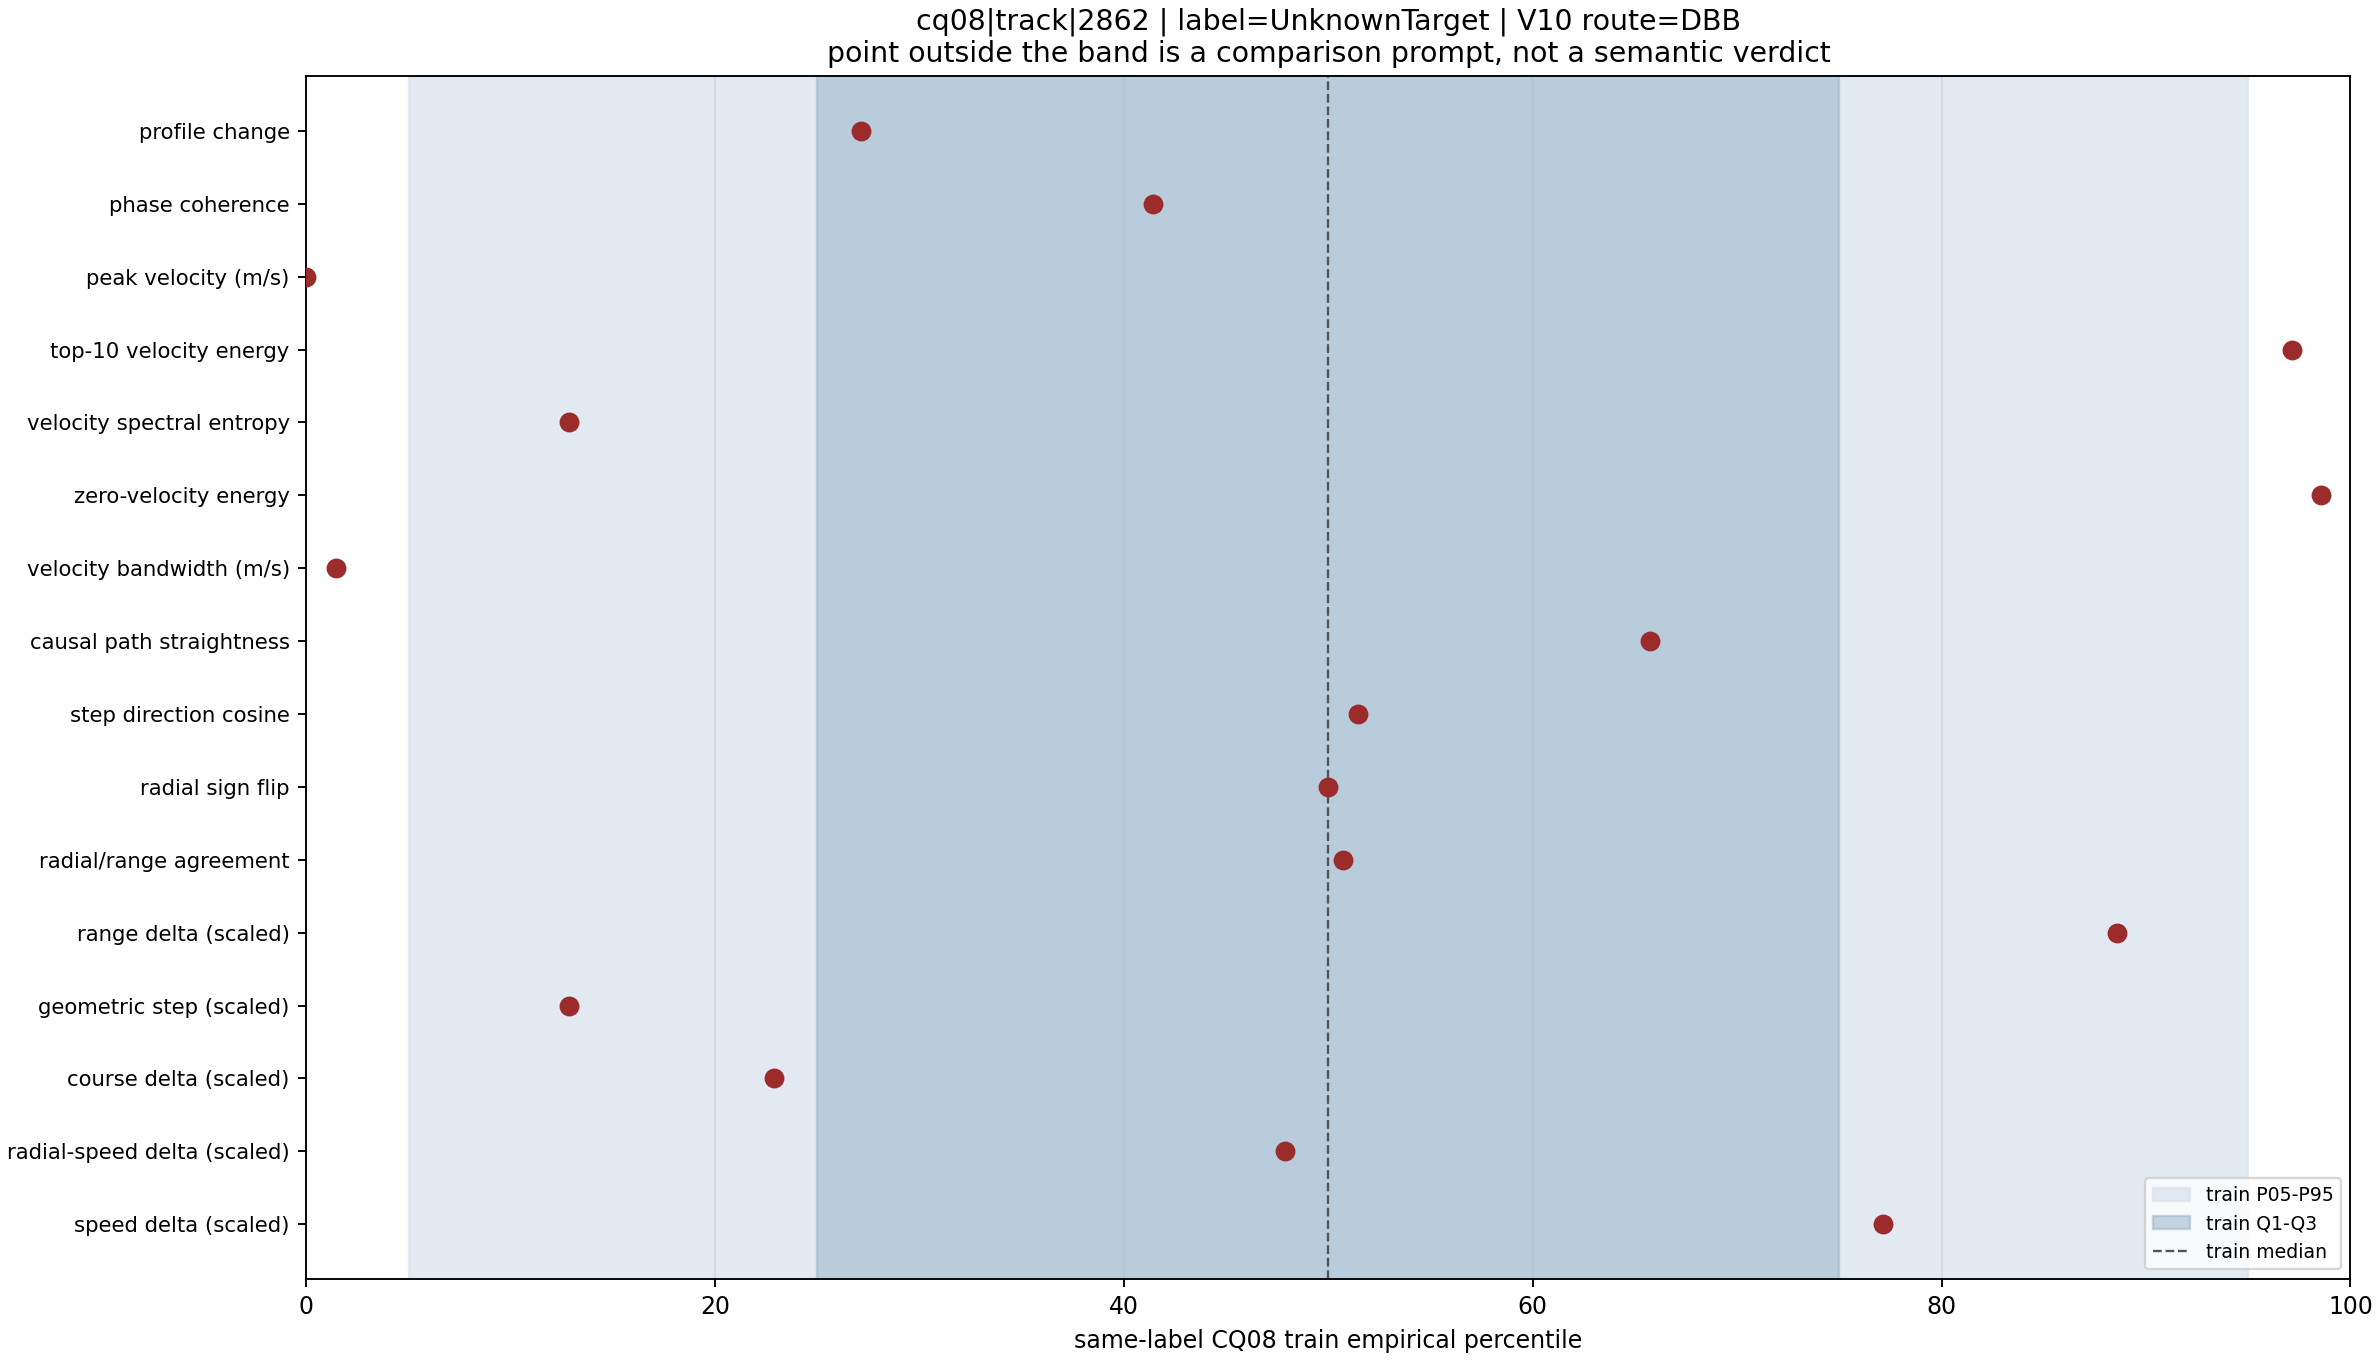 cq08|track|2862 | label=UnknownTarget | V10 route=DBB
point outside the band is a comparison prompt, not a semantic verdict
profile change
phase coherence
peak velocity (m/s)
top-10 velocity energy
velocity spectral entropy
zero-velocity energy
velocity bandwidth (m/s)
causal path straightness
step direction cosine
radial sign flip
radial/range agreement
range delta (scaled)
geometric step (scaled)
course delta (scaled)
radial-speed delta (scaled)
speed delta (scaled)
train P05-P95
train Q1-Q3
train median
0 20 40 60 80 100
same-label CQ08 train empirical percentile